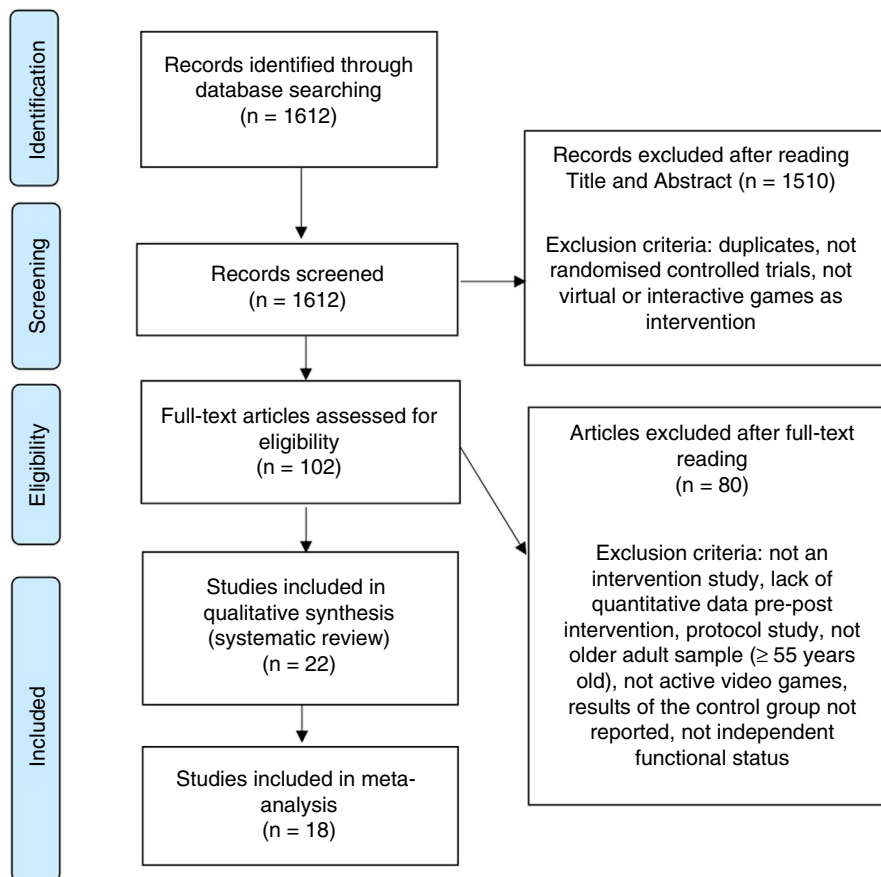 Identification
Records identified through
database searching
(n = 1612)
Records excluded after reading
Title and Abstract (n = 1510)
Exclusion criteria: duplicates, not
randomised controlled trials, not
virtual or interactive games as
intervention
Screening
Records screened
(n = 1612)
Eligibility
Full-text articles assessed for
eligibility
(n = 102)
Articles excluded after full-text
reading
(n = 80)
Exclusion criteria: not an
intervention study, lack of
quantitative data pre-post
intervention, protocol study, not
older adult sample (≥ 55 years
old), not active video games,
results of the control group not
reported, not independent
functional status
Included
Studies included in
qualitative synthesis
(systematic review)
(n = 22)
Studies included in meta-
analysis
(n = 18)